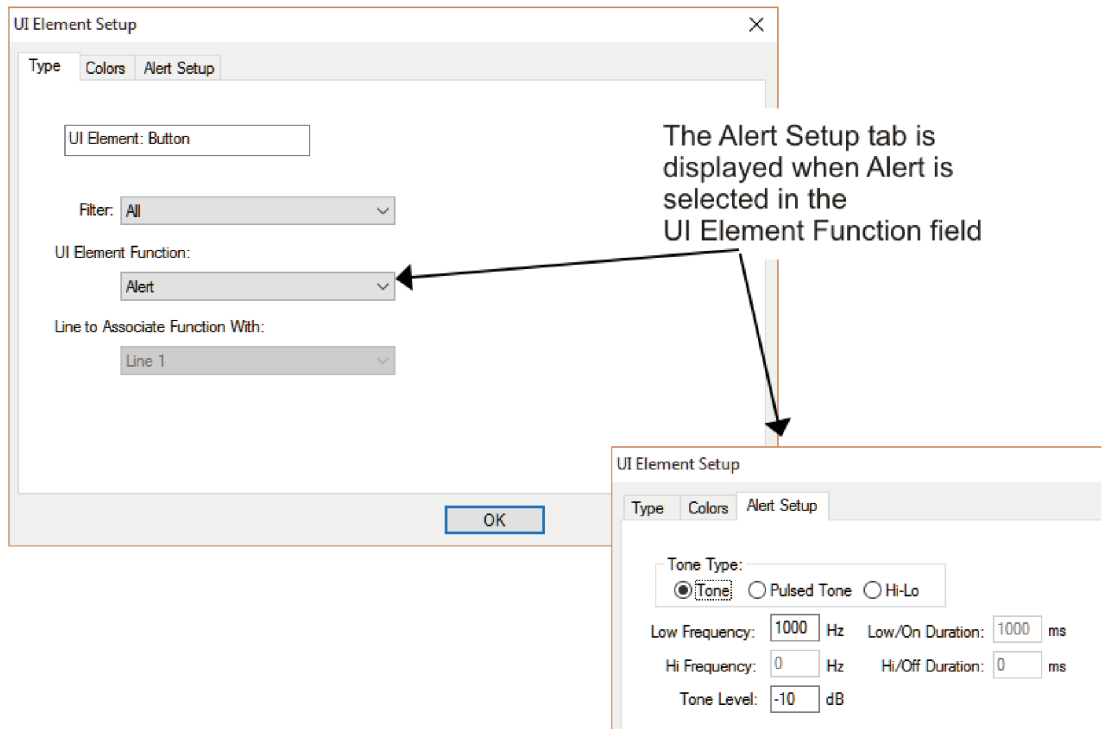 UI Element Setup
Type Colors Alert Setup
UI Element: Button
Filter: All
UI Element Function:
Alert
Line to Associate Function With:
Line 1
OK
The Alert Setup tab is
displayed when Alert is
selected in the
UI Element Function field
UI Element Setup
Type Colors Alert Setup
Tone Type:
Tone Pulsed Tone Hi-Lo
Low Frequency: 1000 Hz Low/On Duration: 1000 ms
Hi Frequency: 0 Hz Hi/Off Duration: 0 ms
Tone Level: -10 dB